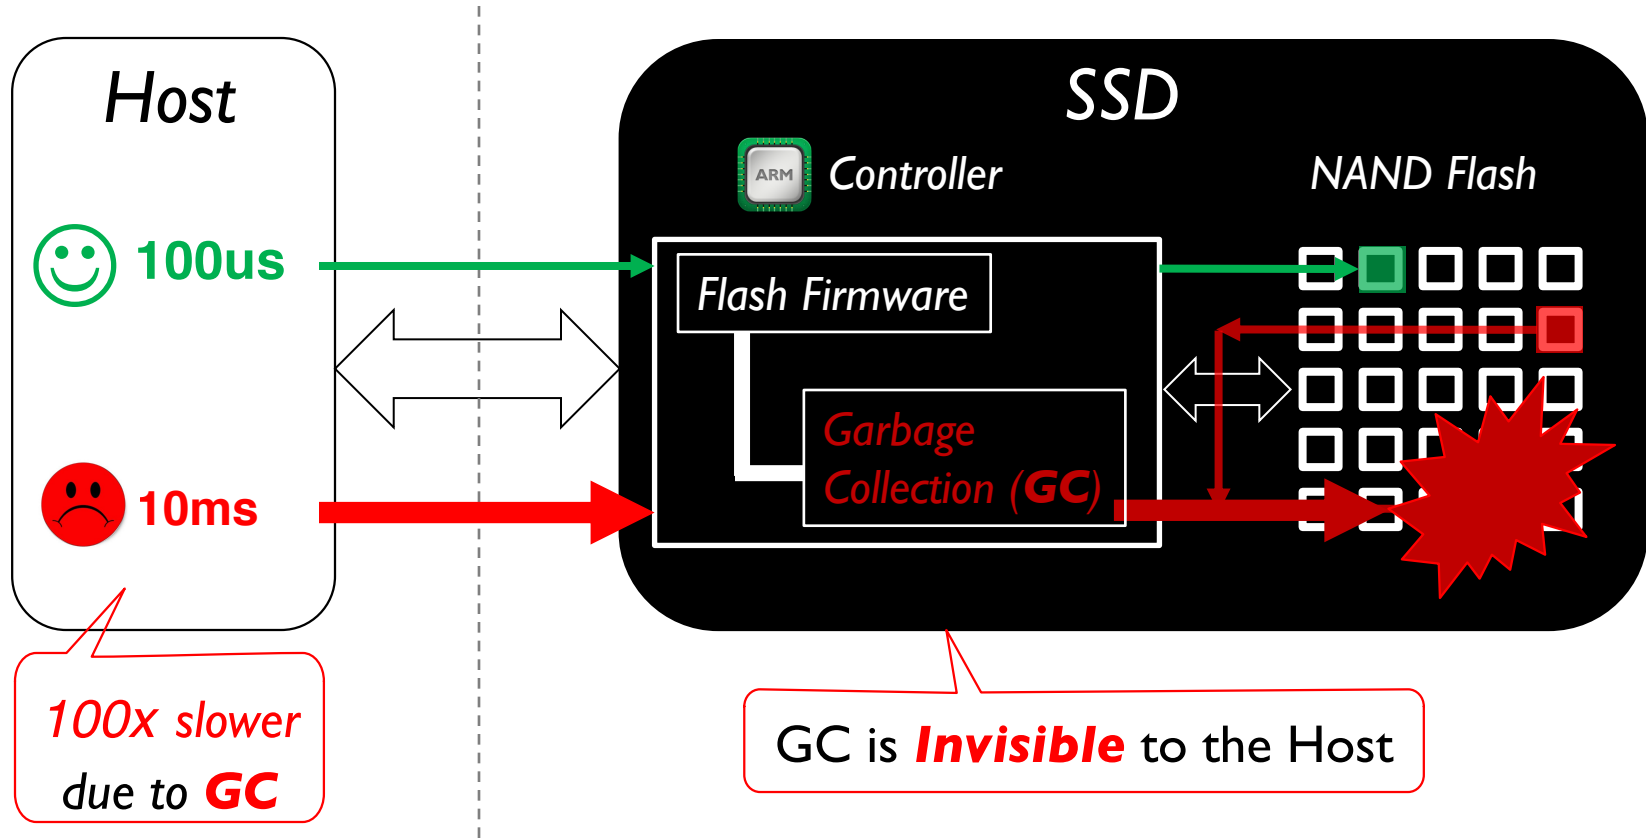 Host
SSD
ARM
Controller
NAND Flash
100us
Flash Firmware
Garbage
Collection (GC)
10ms
100x slower
due to GC
GC is Invisible to the Host